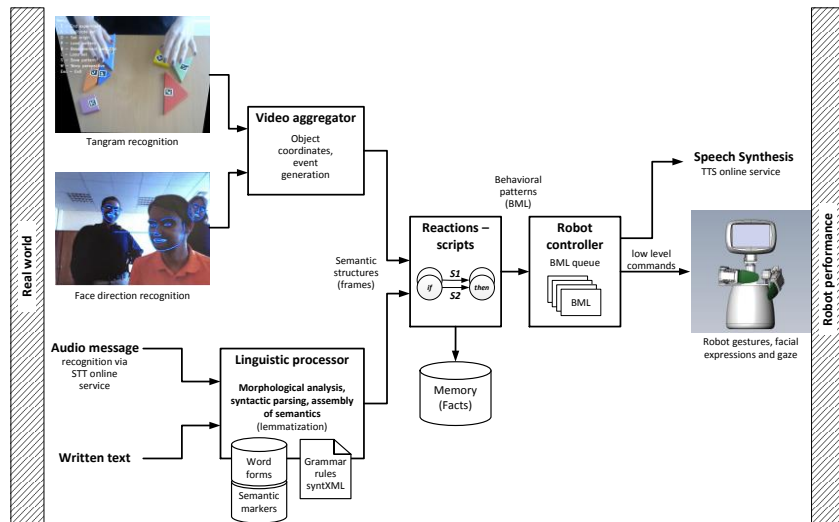 Real world
Tangram recognition
Face direction recognition
Audio message
recognition via
STT online
service
Written text
Video aggregator
Object
coordinates,
event
generation
Linguistic processor
Morphological analysis,
syntactic parsing, assembly
of semantics
(lemmatization)
Word
forms
Semantic
markers
Grammar
rules
syntXML
Semantic
structures
(frames)
Reactions –
scripts
S1
if
then
S2
Memory
(Facts)
Behavioral
patterns
(BML)
Robot
controller
BML queue
BML
low level
commands
Speech Synthesis
TTS online service
Robot gestures, facial
expressions and gaze
Robot performance